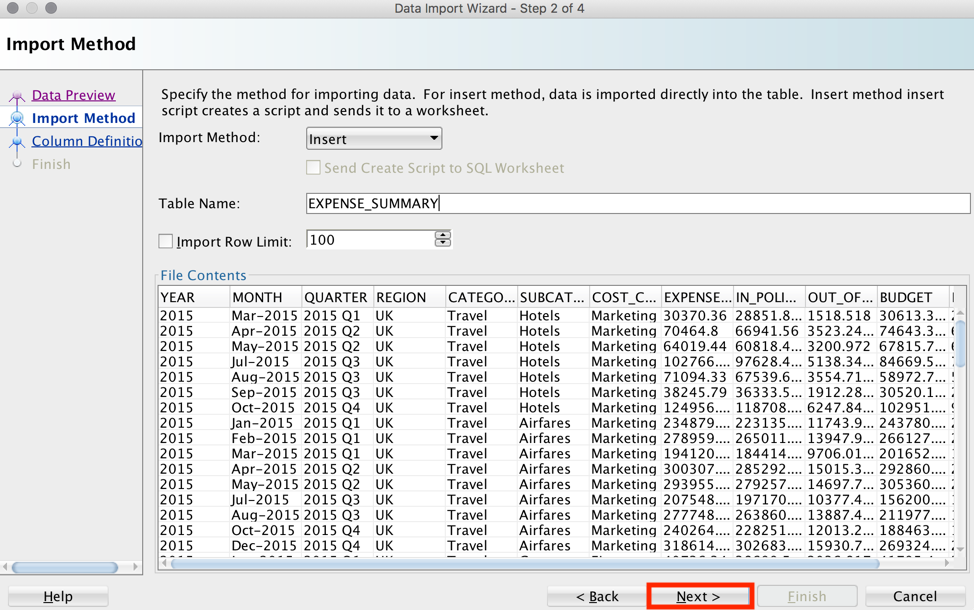 Data Import Wizard - Step 2 of 4
Import Method
Data Preview
Import Method
Column Definitio
Finish
Specify the method for importing data.  For insert method, data is imported directly into the table.  Insert method insert
script creates a script and sends it to a worksheet.
Import Method: Insert
Send Create Script to SQL Worksheet
Table Name: EXPENSE_SUMMARY
Import Row Limit: 100
File Contents
YEAR MONTH QUARTER REGION CATEGO... SUBCAT... COST_C... EXPENSE... IN_POLI... OUT_OF... BUDGET
2015 Mar-2015 2015 Q1 UK Travel Hotels Marketing 30370.36 28851.8... 1518.518 30613.3...
2015 Apr-2015 2015 Q2 UK Travel Hotels Marketing 70464.8 66941.56 3523.24... 74643.3...
2015 May-2015 2015 Q2 UK Travel Hotels Marketing 64019.44 60818.4... 3200.972 67815.7...
2015 Jul-2015 2015 Q3 UK Travel Hotels Marketing 102766.... 97628.4... 5138.34... 84669.5...
2015 Aug-2015 2015 Q3 UK Travel Hotels Marketing 71094.33 67539.6... 3554.71... 58972.7...
2015 Sep-2015 2015 Q3 UK Travel Hotels Marketing 38245.79 36333.5... 1912.28... 30520.1...
2015 Oct-2015 2015 Q4 UK Travel Hotels Marketing 124956.... 118708.... 6247.84... 102951....
2015 Jan-2015 2015 Q1 UK Travel Airfares Marketing 234879.... 223135.... 11743.9... 243780....
2015 Feb-2015 2015 Q1 UK Travel Airfares Marketing 278959.... 265011.... 13947.9... 266127....
2015 Mar-2015 2015 Q1 UK Travel Airfares Marketing 194120.... 184414.... 9706.01... 201652....
2015 Apr-2015 2015 Q2 UK Travel Airfares Marketing 300307.... 285292.... 15015.3... 292860....
2015 May-2015 2015 Q2 UK Travel Airfares Marketing 293955.... 279257.... 14697.7... 305360....
2015 Jul-2015 2015 Q3 UK Travel Airfares Marketing 207548.... 197170.... 10377.4... 156200....
2015 Aug-2015 2015 Q3 UK Travel Airfares Marketing 277748.... 263860.... 13887.4... 211977....
2015 Oct-2015 2015 Q4 UK Travel Airfares Marketing 240264.... 228251.... 12013.2... 188463....
2015 Dec-2015 2015 Q4 UK Travel Airfares Marketing 318614.... 302683.... 15930.7... 269324....
Help < Back Next > Finish Cancel